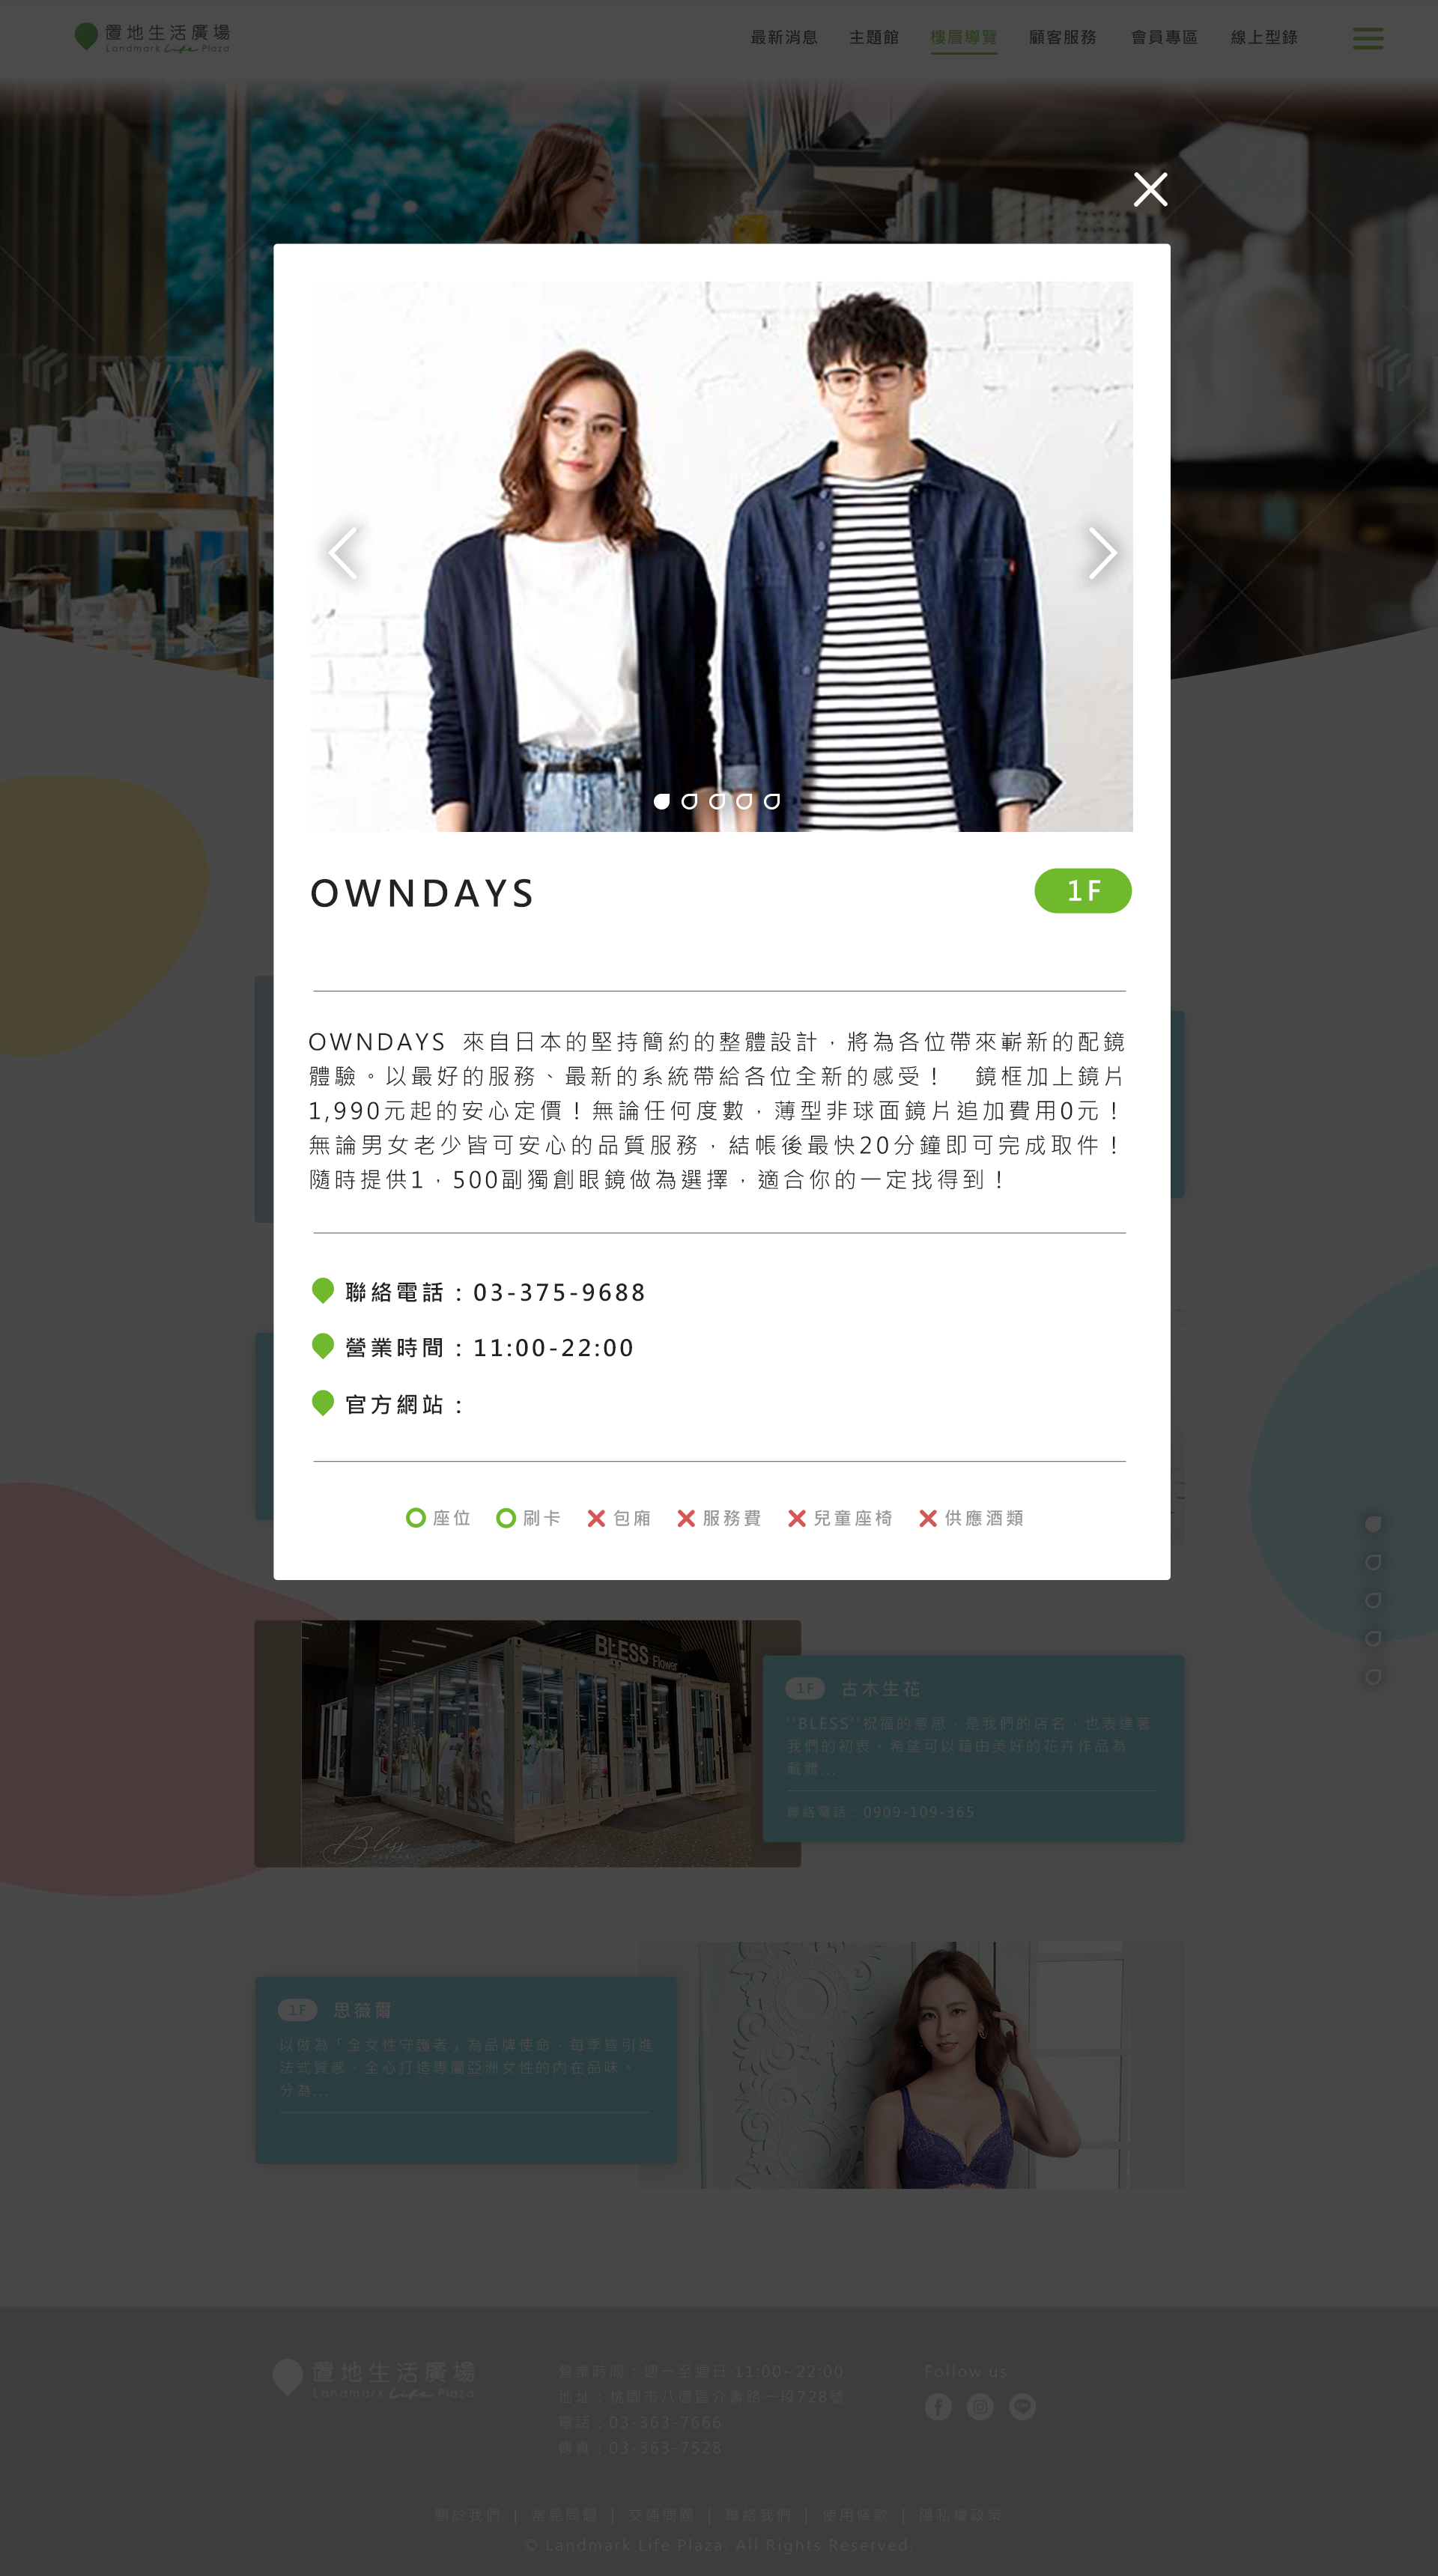 置地生活廣場
Landmark Life Plaza
最新消息 主題館 樓層導覽 顧客服務 會員專區 線上型錄
OWNDAYS
1F
OWNDAYS 來自日本的堅持簡約的整體設計，將為各位帶來嶄新的配鏡
體驗。以最好的服務、最新的系統帶給各位全新的感受！ 鏡框加上鏡片
1,990元起的安心定價！無論任何度數，薄型非球面鏡片追加費用0元！
無論男女老少皆可安心的品質服務，結帳後最快20分鐘即可完成取件！
隨時提供1，500副獨創眼鏡做為選擇，適合你的一定找得到！
聯絡電話：03-375-9688
營業時間：11:00-22:00
官方網站：
座位 刷卡 包廂 服務費 兒童座椅 供應酒類
BLESS Flower
BLESS
Bless
1F 古木生花
''BLESS''祝福的意思，是我們的店名，也表達著
我們的初衷，希望可以藉由美好的花卉作品為
載體...
聯絡電話：0909-109-365
1F 思薇爾
以做為「全女性守護者」為品牌使命，每季皆引進
法式質感，全心打造專屬亞洲女性的內在品味，
分為...
置地生活廣場
Landmark Life Plaza
營業時間：週一至週日 11:00~22:00
地址：桃園市八德區介壽路一段728號
電話：03-363-7666
傳真：03-363-7528
Follow us
關於我們 | 常見問題 | 交通問題 | 聯絡我們 | 使用條款 | 隱私權政策
© Landmark Life Plaza. All Rights Reserved.